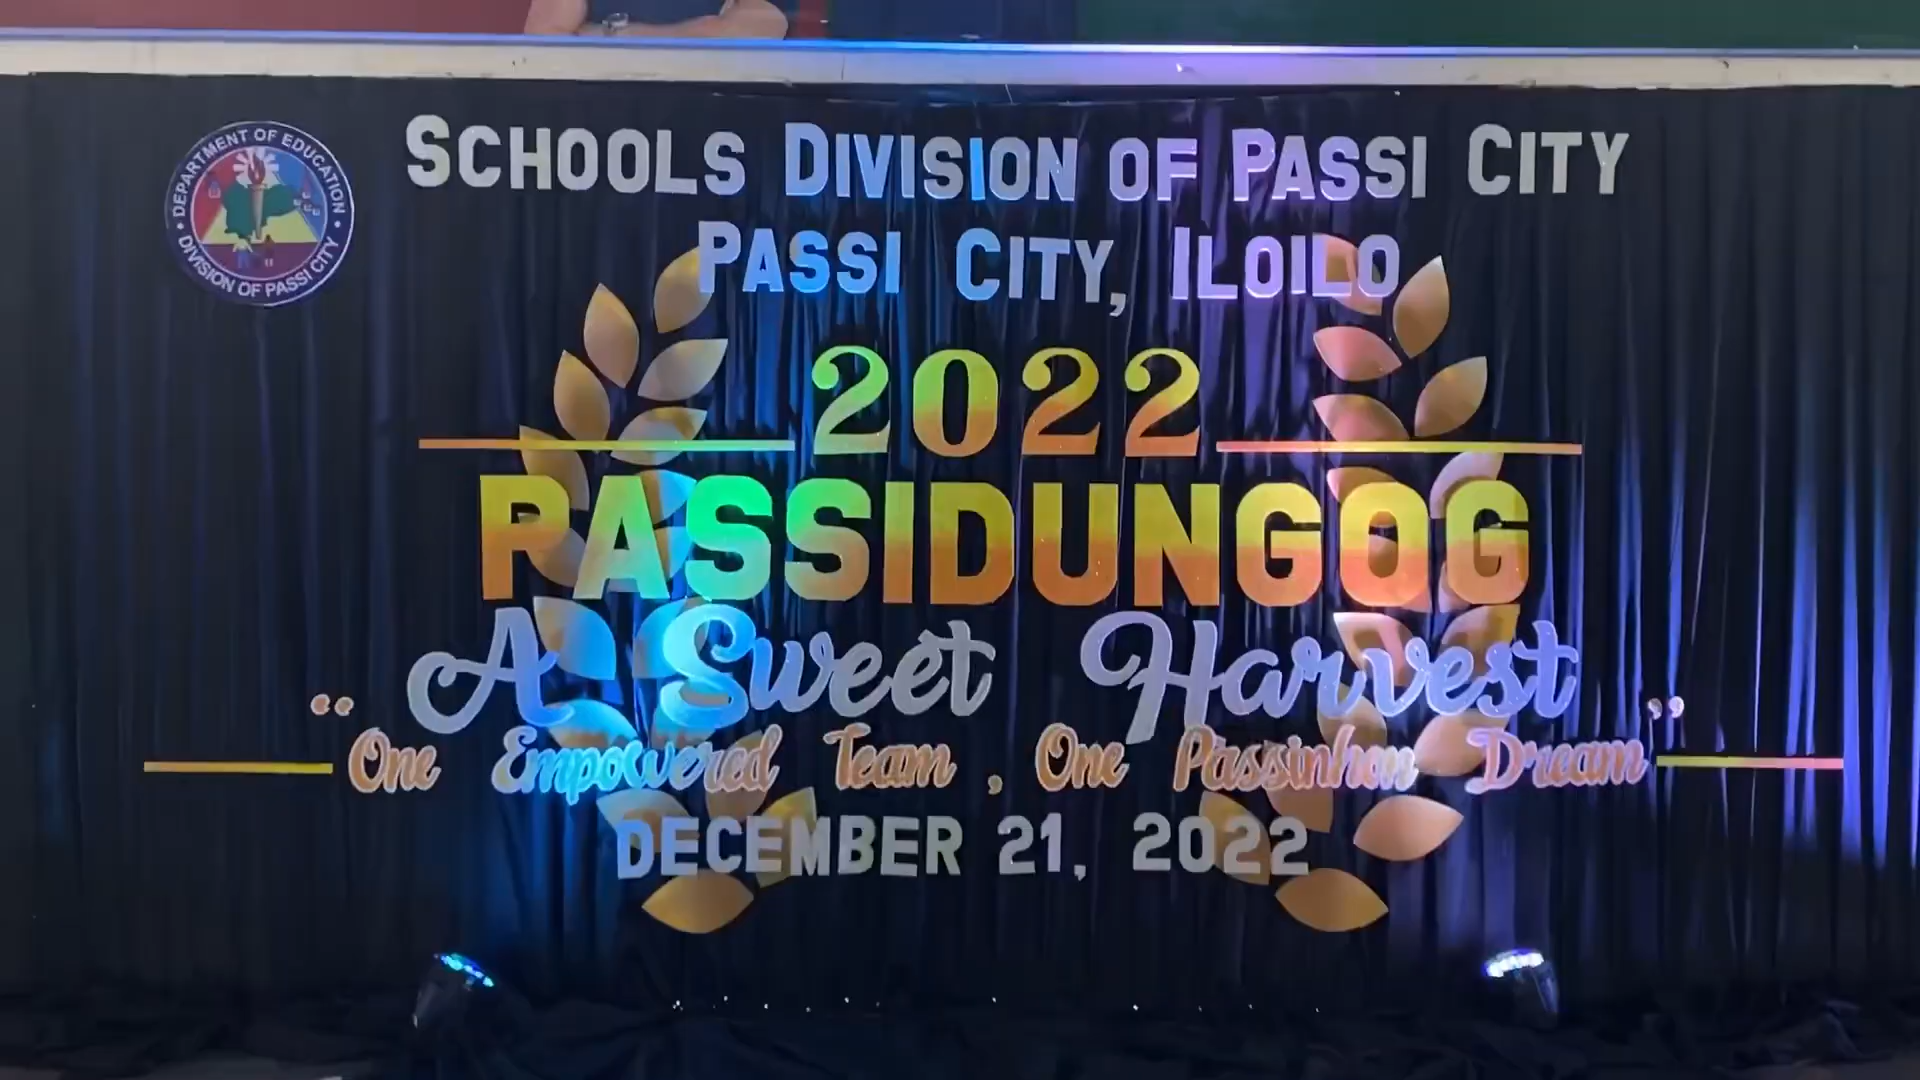 DEPARTMENT OF EDUCATION
DIVISION OF PASSI CITY
SCHOOLS DIVISION OF PASSI CITY
PASSI CITY, ILOILO
2022
PASSIDUNGOG
A Sweet Harvest
“One Empowered Team, One Passinhon Dream”
DECEMBER 21, 2022